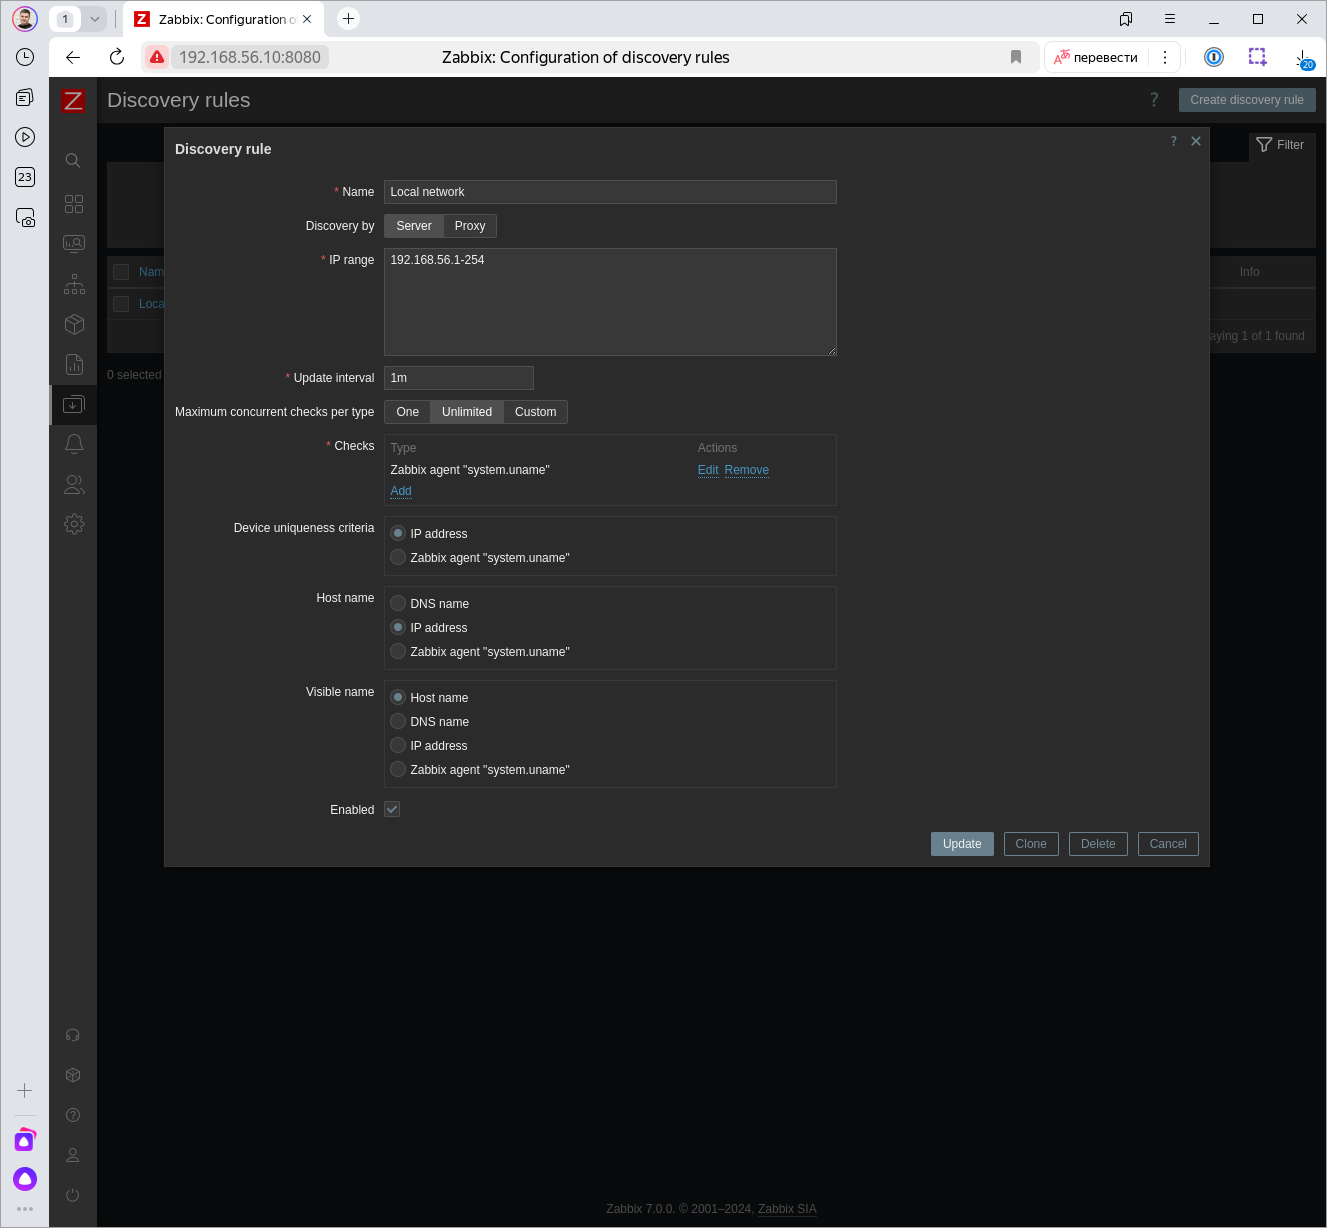 1
Zabbix: Configuration o
192.168.56.10:8080
Zabbix: Configuration of discovery rules
перевести
20
23
Z
Discovery rules
?
Create discovery rule
Filter
Discovery rule
?
* Name
Local network
Discovery by
Server Proxy
* IP range
192.168.56.1-254
* Update interval
1m
Maximum concurrent checks per type
One Unlimited Custom
* Checks
Type Actions
Zabbix agent "system.uname" Edit Remove
Add
Device uniqueness criteria
IP address
Zabbix agent "system.uname"
Host name
DNS name
IP address
Zabbix agent "system.uname"
Visible name
Host name
DNS name
IP address
Zabbix agent "system.uname"
Enabled
Update Clone Delete Cancel
Nam
Info
Loca
aying 1 of 1 found
0 selected
Zabbix 7.0.0. © 2001–2024, Zabbix SIA